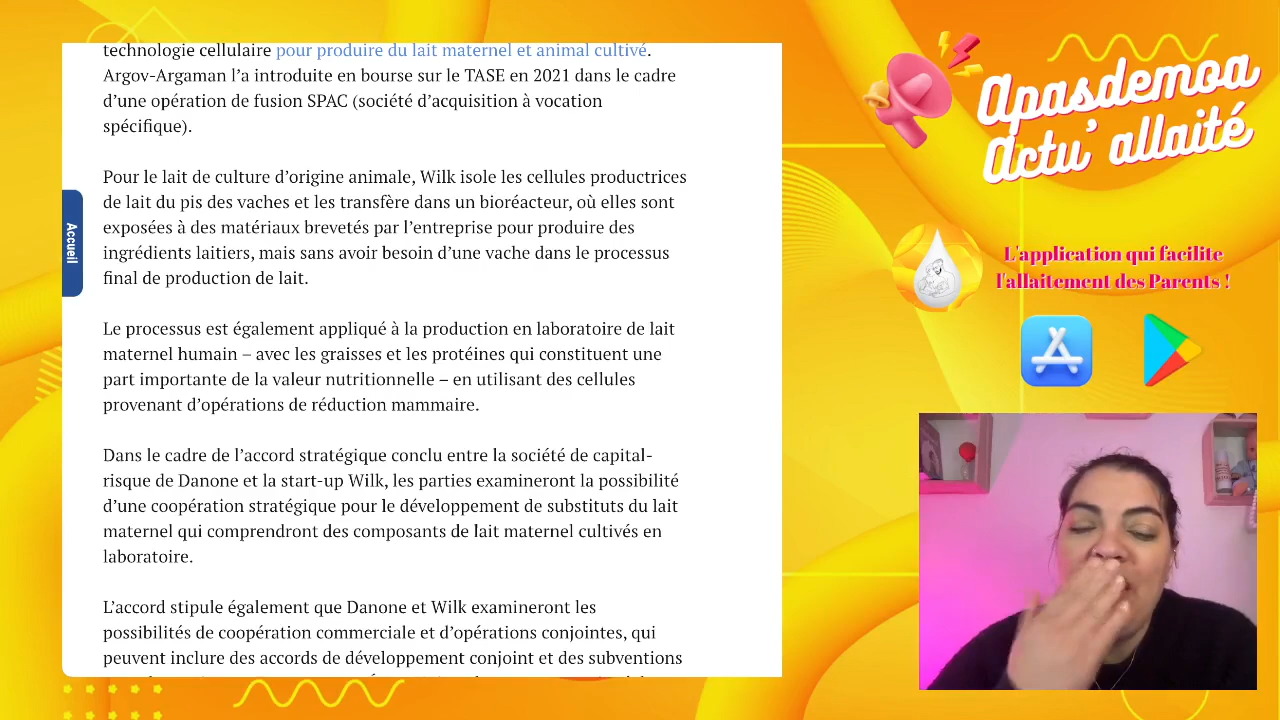 technologie cellulaire pour produire du lait maternel et animal cultivé.
Argov-Argaman l’a introduite en bourse sur le TASE en 2021 dans le cadre
d’une opération de fusion SPAC (société d’acquisition à vocation
spécifique).
Pour le lait de culture d’origine animale, Wilk isole les cellules productrices
de lait du pis des vaches et les transfère dans un bioréacteur, où elles sont
exposées à des matériaux brevetés par l’entreprise pour produire des
ingrédients laitiers, mais sans avoir besoin d’une vache dans le processus
final de production de lait.
Le processus est également appliqué à la production en laboratoire de lait
maternel humain – avec les graisses et les protéines qui constituent une
part importante de la valeur nutritionnelle – en utilisant des cellules
provenant d’opérations de réduction mammaire.
Dans le cadre de l’accord stratégique conclu entre la société de capital-
risque de Danone et la start-up Wilk, les parties examineront la possibilité
d’une coopération stratégique pour le développement de substituts du lait
maternel qui comprendront des composants de lait maternel cultivés en
laboratoire.
L’accord stipule également que Danone et Wilk examineront les
possibilités de coopération commerciale et d’opérations conjointes, qui
peuvent inclure des accords de développement conjoint et des subventions
Accueil
Apasdemoa
Actu' allaité
L'application qui facilite
l'allaitement des Parents !